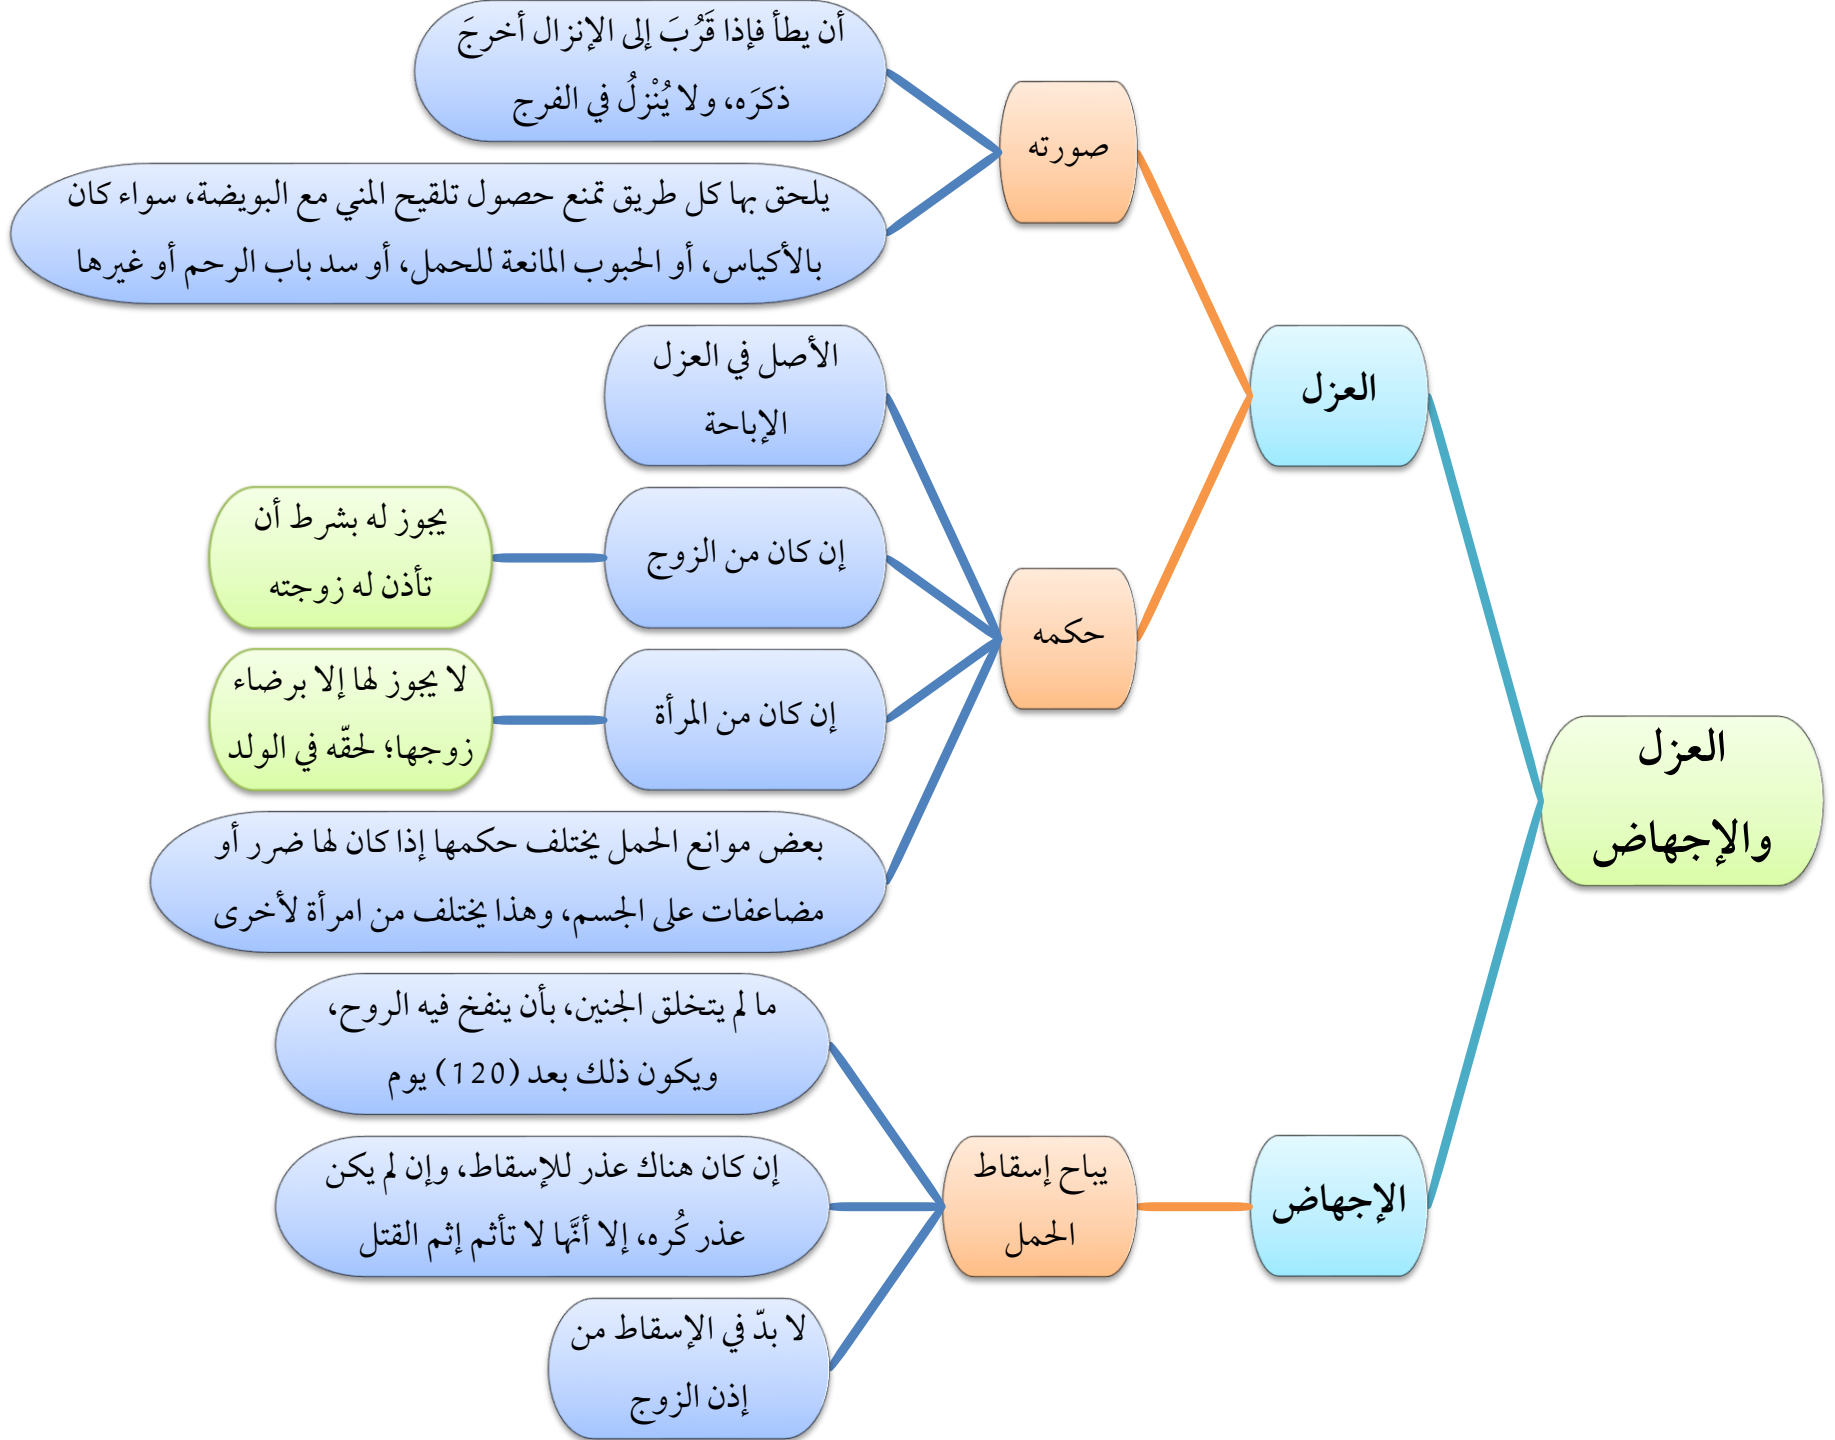 العزل
والإجهاض
العزل
صورته
أن يطأ فإذا قَرُبَ إلى الإنزال أخرجَ
ذكرَه، ولا يُنْزلُ في الفرج
يلحق بها كل طريق تمنع حصول تلقيح المني مع البويضة، سواء كان
بالأكياس، أو الحبوب المانعة للحمل، أو سد باب الرحم أو غيرها
حكمه
الأصل في العزل
الإباحة
إن كان من الزوج
يجوز له بشرط أن
تأذن له زوجته
إن كان من المرأة
لا يجوز لها إلا برضاء
زوجها؛ لحقّه في الولد
بعض موانع الحمل يختلف حكمها إذا كان لها ضرر أو
مضاعفات على الجسم، وهذا يختلف من امرأة لأخرى
الإجهاض
يباح إسقاط
الحمل
ما لم يتخلق الجنين، بأن ينفخ فيه الروح،
ويكون ذلك بعد (120) يوم
إن كان هناك عذر للإسقاط، وإن لم يكن
عذر كُره، إلا أنَّها لا تأثم إثم القتل
لا بدّ في الإسقاط من
إذن الزوج